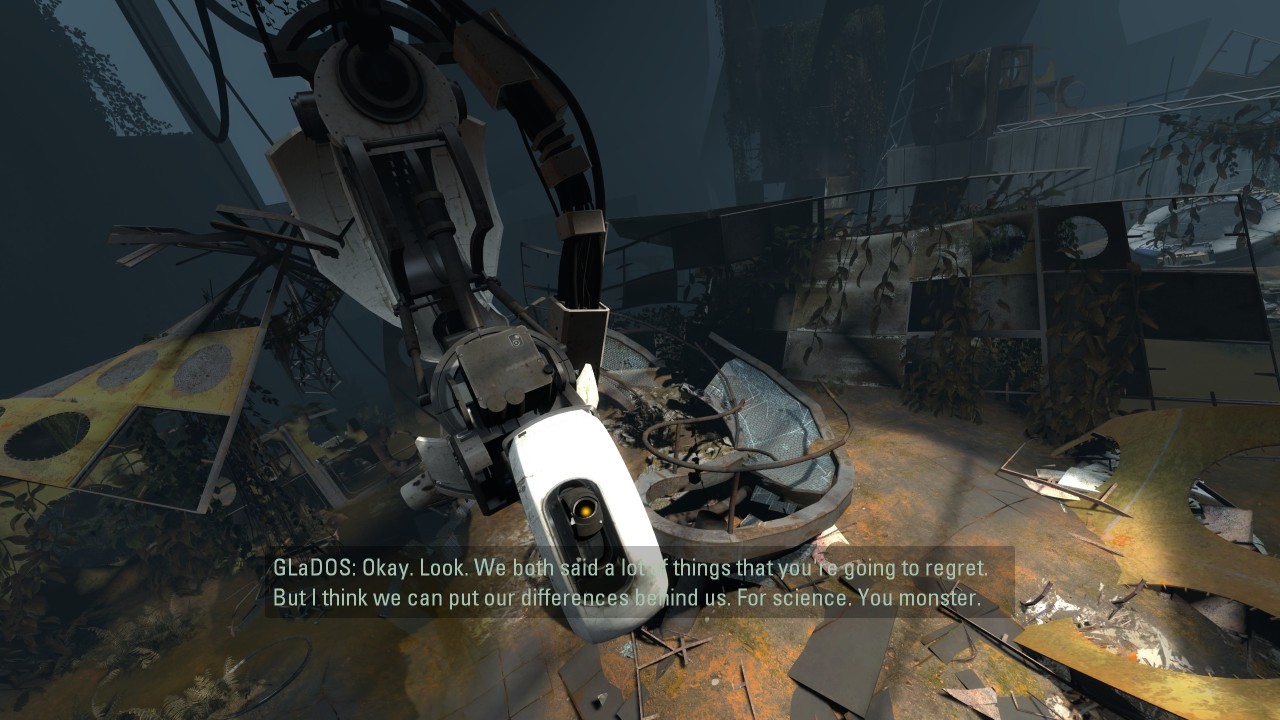 GLaDOS: Okay. Look. We both said a lot of things that you're going to regret.
But I think we can put our differences behind us. For science. You monster.